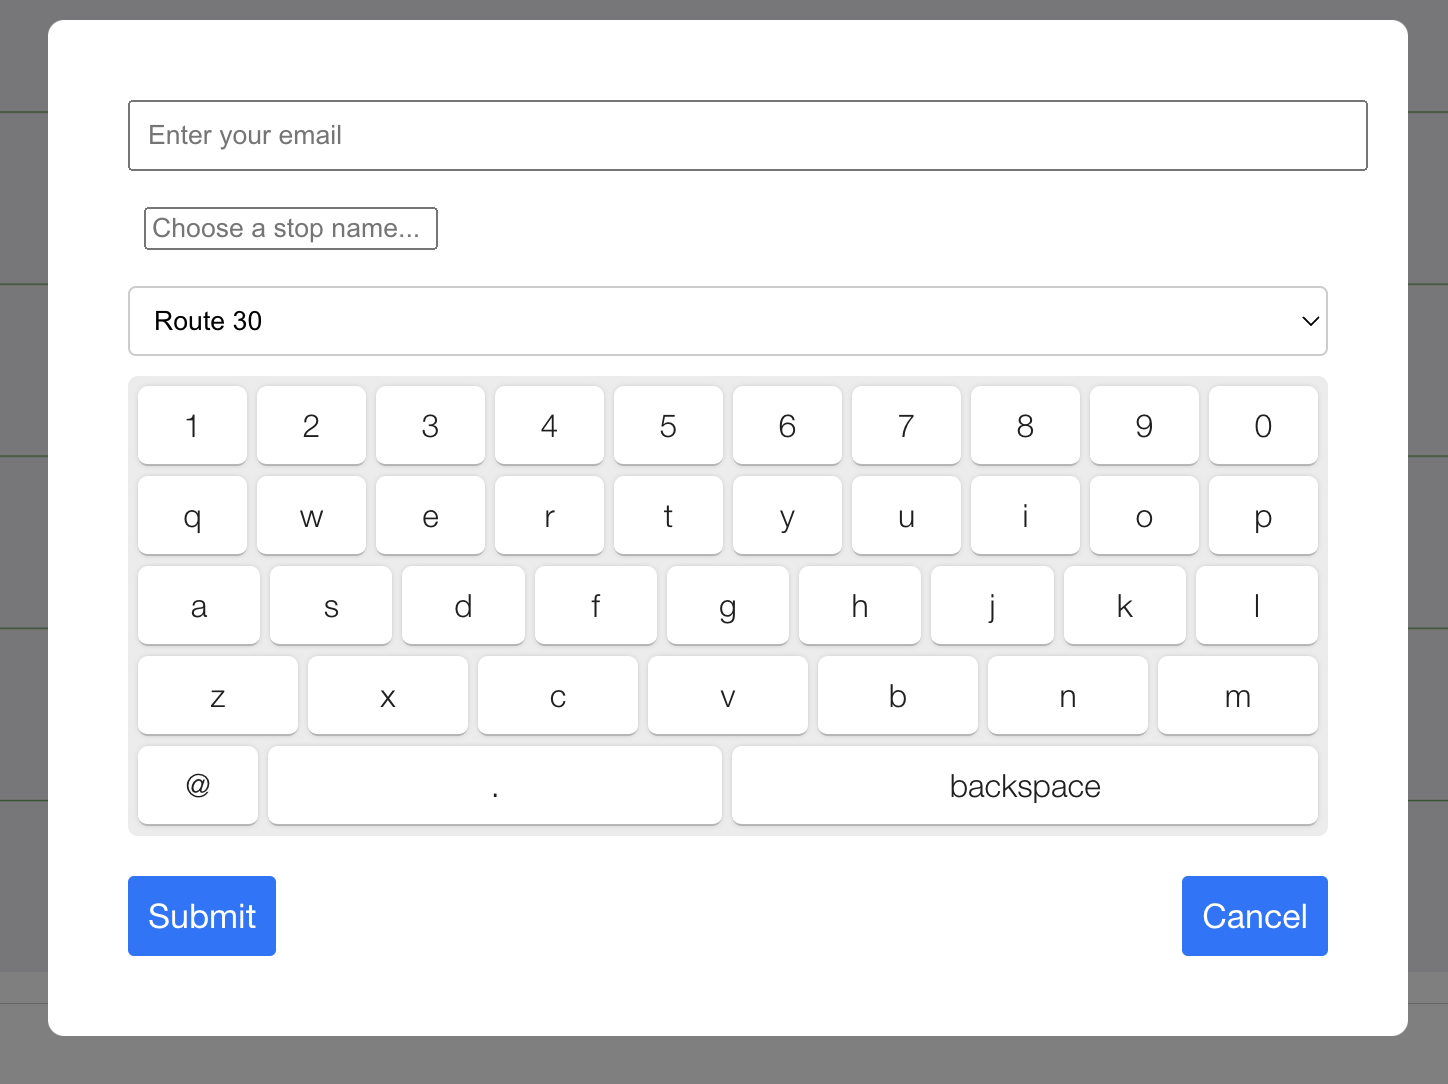 Enter your email
Choose a stop name...
Route 30
1 2 3 4 5 6 7 8 9 0
q w e r t y u i o p
a s d f g h j k l
z x c v b n m
@ . backspace
Submit Cancel